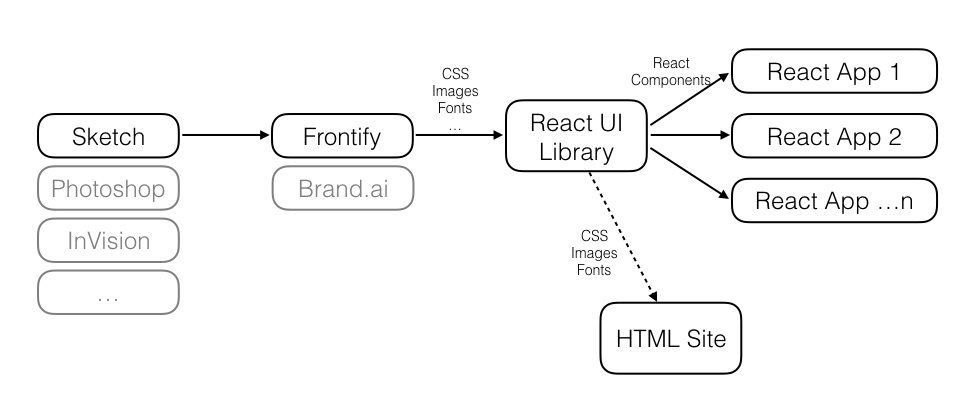 Sketch
Photoshop
InVision
…
Frontify
Brand.ai
CSS
Images
Fonts
…
React UI
Library
React
Components
React App 1
React App 2
React App …n
CSS
Images
Fonts
HTML Site